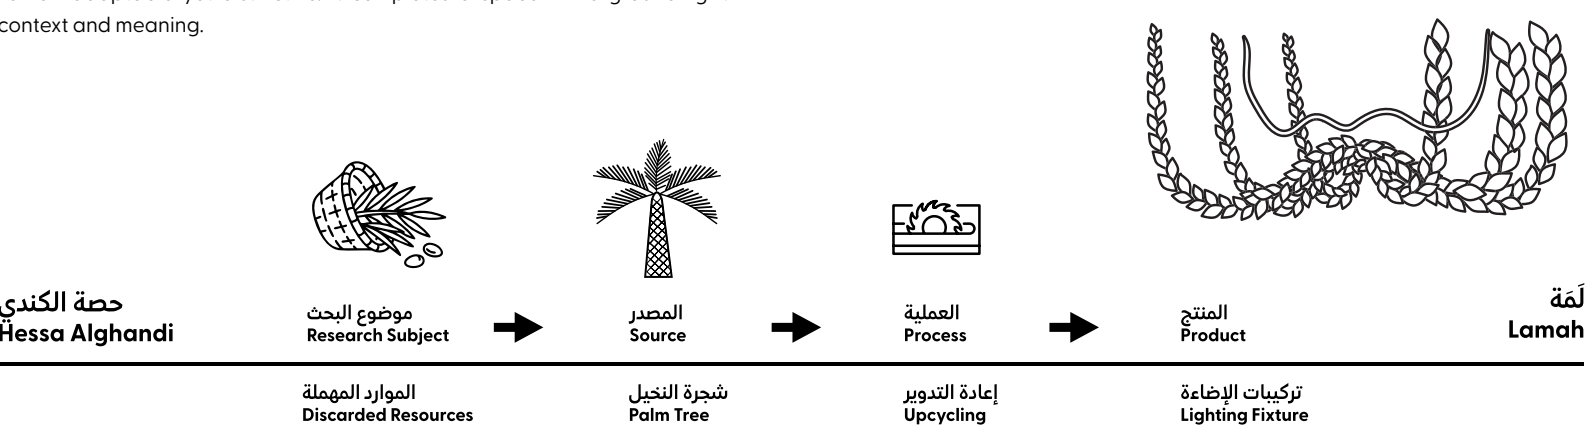 context and meaning.
حصة الكندي
Hessa Alghandi
موضوع البحث
Research Subject
المصدر
Source
العملية
Process
المنتج
Product
لَمَة
Lamah
الموارد المهملة
Discarded Resources
شجرة النخيل
Palm Tree
إعادة التدوير
Upcycling
تركيبات الإضاءة
Lighting Fixture